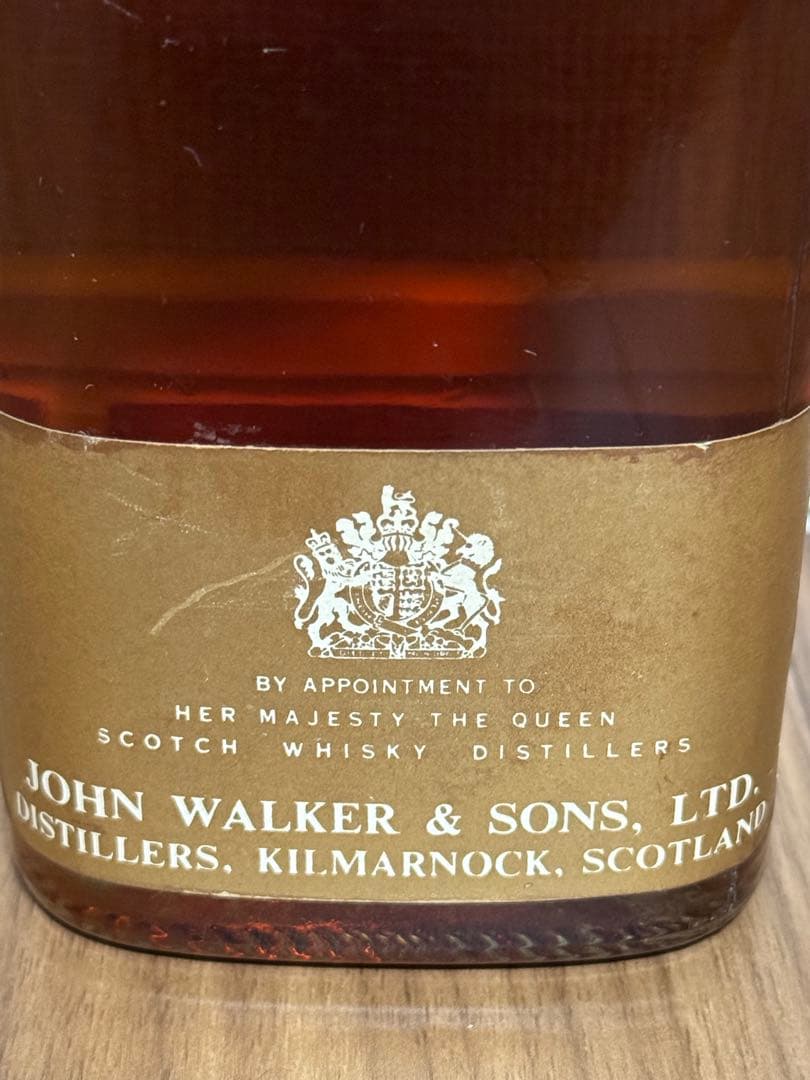 BY APPOINTMENT TO
HER MAJESTY THE QUEEN
SCOTCH WHISKY DISTILLERS
JOHN WALKER & SONS, LTD.
DISTILLERS, KILMARNOCK, SCOTLAND